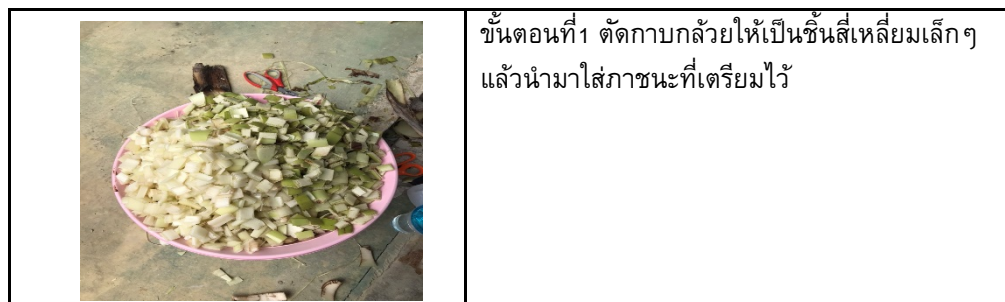 ขั้นตอนที่1 ตัดกาบกล้วยให้เป็นชิ้นสี่เหลี่ยมเล็กๆ
แล้วนำมาใส่ภาชนะที่เตรียมไว้